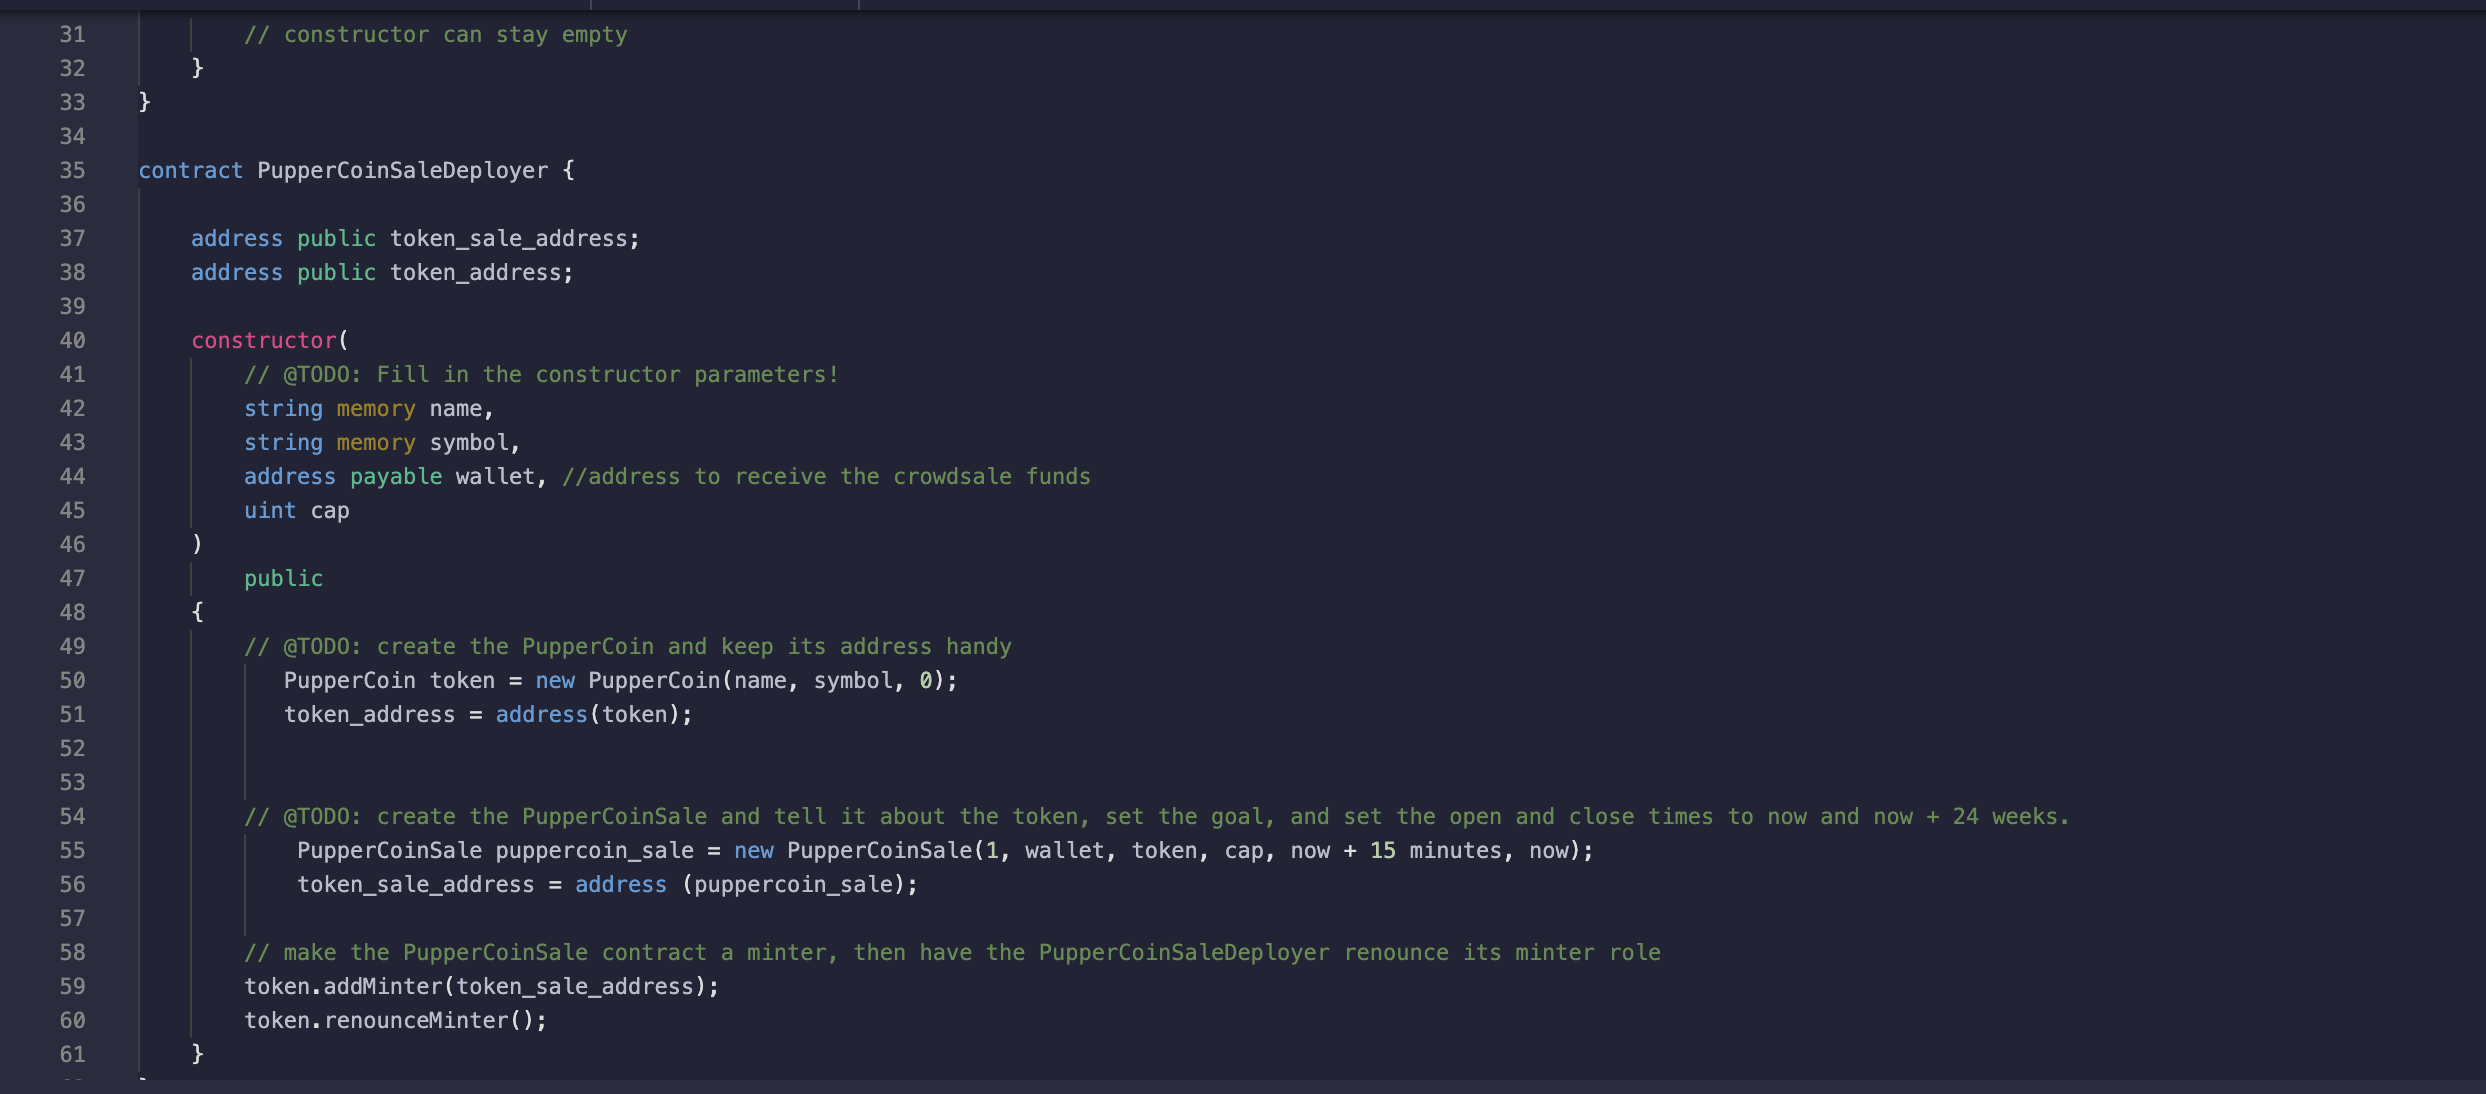 31 // constructor can stay empty
32 }
33 }
34
35 contract PupperCoinSaleDeployer {
36
37 address public token_sale_address;
38 address public token_address;
39
40 constructor(
41 // @TODO: Fill in the constructor parameters!
42 string memory name,
43 string memory symbol,
44 address payable wallet, //address to receive the crowdsale funds
45 uint cap
46 )
47 public
48 {
49 // @TODO: create the PupperCoin and keep its address handy
50 PupperCoin token = new PupperCoin(name, symbol, 0);
51 token_address = address(token);
52
53
54 // @TODO: create the PupperCoinSale and tell it about the token, set the goal, and set the open and close times to now and now + 24 weeks.
55 PupperCoinSale puppercoin_sale = new PupperCoinSale(1, wallet, token, cap, now + 15 minutes, now);
56 token_sale_address = address (puppercoin_sale);
57
58 // make the PupperCoinSale contract a minter, then have the PupperCoinSaleDeployer renounce its minter role
59 token.addMinter(token_sale_address);
60 token.renounceMinter();
61 }